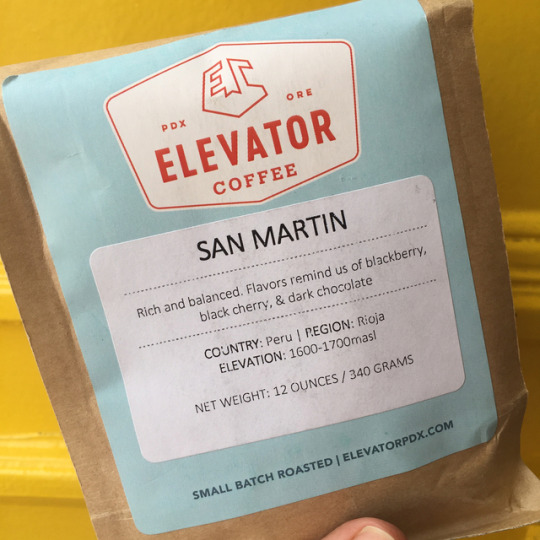 PDX ORE
ELEVATOR
COFFEE
SAN MARTIN
Rich and balanced. Flavors remind us of blackberry,
black cherry, & dark chocolate
COUNTRY: Peru | REGION: Rioja
ELEVATION: 1600-1700masl
NET WEIGHT: 12 OUNCES / 340 GRAMS
SMALL BATCH ROASTED | ELEVATORPDX.COM